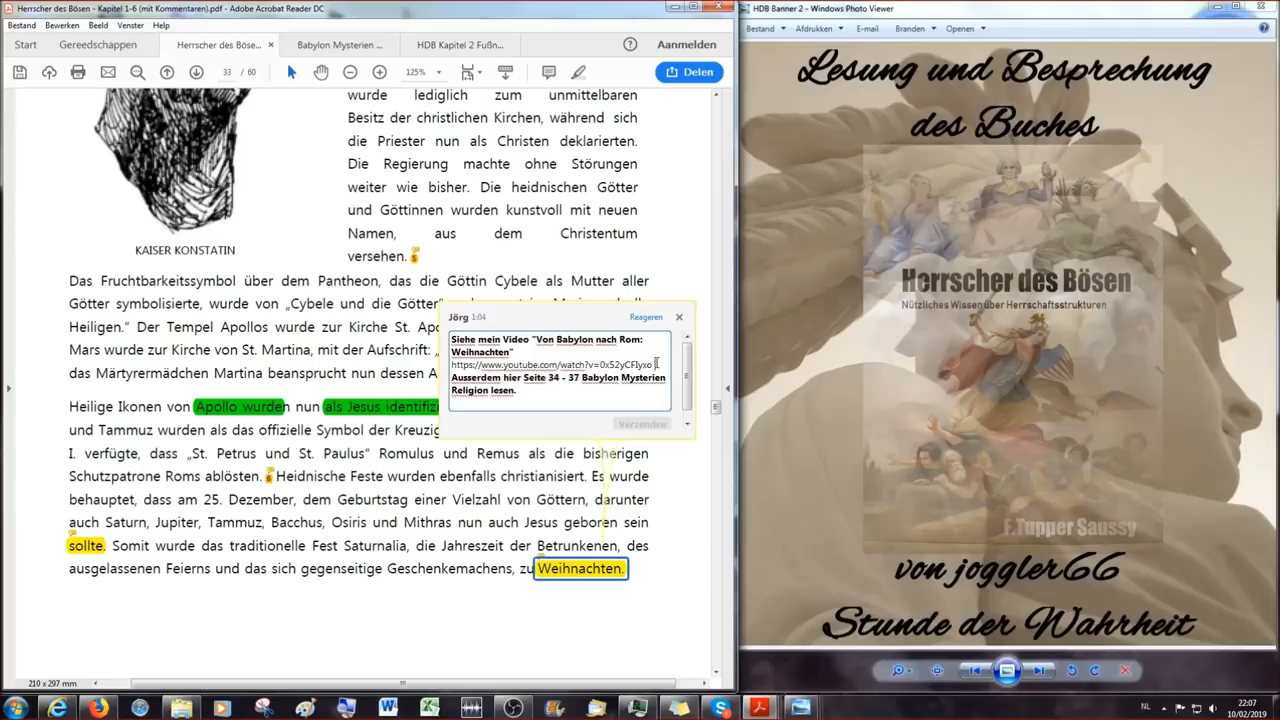 Herrscher des Bösen - Kapitel 1-6 (mit Kommentaren).pdf - Adobe Acrobat Reader DC
Bestand Bewerken Beeld Venster Help
Start Gereedschappen Herrscher des Böse... × Babylon Mysterien ... HDB Kapitel 2 Fußn... Aanmelden
33 / 60 125% Delen
wurde lediglich zum unmittelbaren
Besitz der christlichen Kirchen, während sich
die Priester nun als Christen deklarierten.
Die Regierung machte ohne Störungen
weiter wie bisher. Die heidnischen Götter
und Göttinnen wurden kunstvoll mit neuen
Namen, aus dem Christentum
versehen. 5
KAISER KONSTATIN
Das Fruchtbarkeitssymbol über dem Pantheon, das die Göttin Cybele als Mutter aller
Götter symbolisierte, wurde von „Cybele und die Götter“
Heiligen.“ Der Tempel Apollos wurde zur Kirche St.
Mars wurde zur Kirche von St. Martina, mit der Aufschrift: „
das Märtyrermädchen Martina beansprucht nun dessen
Heilige Ikonen von Apollo wurden nun als Jesus
und Tammuz wurden als das offizielle Symbol der
I. verfügte, dass „St. Petrus und St. Paulus“ Romulus und Remus als die bisherigen
Schutzpatrone Roms ablösten. 6 Heidnische Feste wurden ebenfalls christianisiert. Es wurde
behauptet, dass am 25. Dezember, dem Geburtstag einer Vielzahl von Göttern, darunter
auch Saturn, Jupiter, Tammuz, Bacchus, Osiris und Mithras nun auch Jesus geboren sein
sollte. Somit wurde das traditionelle Fest Saturnalia, die Jahreszeit der Betrunkenen, des
ausgelassenen Feierns und das sich gegenseitige Geschenkemachens, zu Weihnachten.
Jörg 1:04 Reageren
Siehe mein Video "Von Babylon nach Rom:
Weihnachten"
https://www.youtube.com/watch?v=0x52yCFIyxo
Ausserdem hier Seite 34 - 37 Babylon Mysterien
Religion lesen.
Verzenden
210 x 297 mm
HDB Banner 2 - Windows Photo Viewer
Bestand Afdrukken E-mail Branden Openen
Lesung und Besprechung
des Buches
Herrscher des Bösen
Nützliches Wissen über Herrschaftsstrukturen
F.Tupper Saussy
von joggler66
Stunde der Wahrheit
NL
22:07
10/02/2019